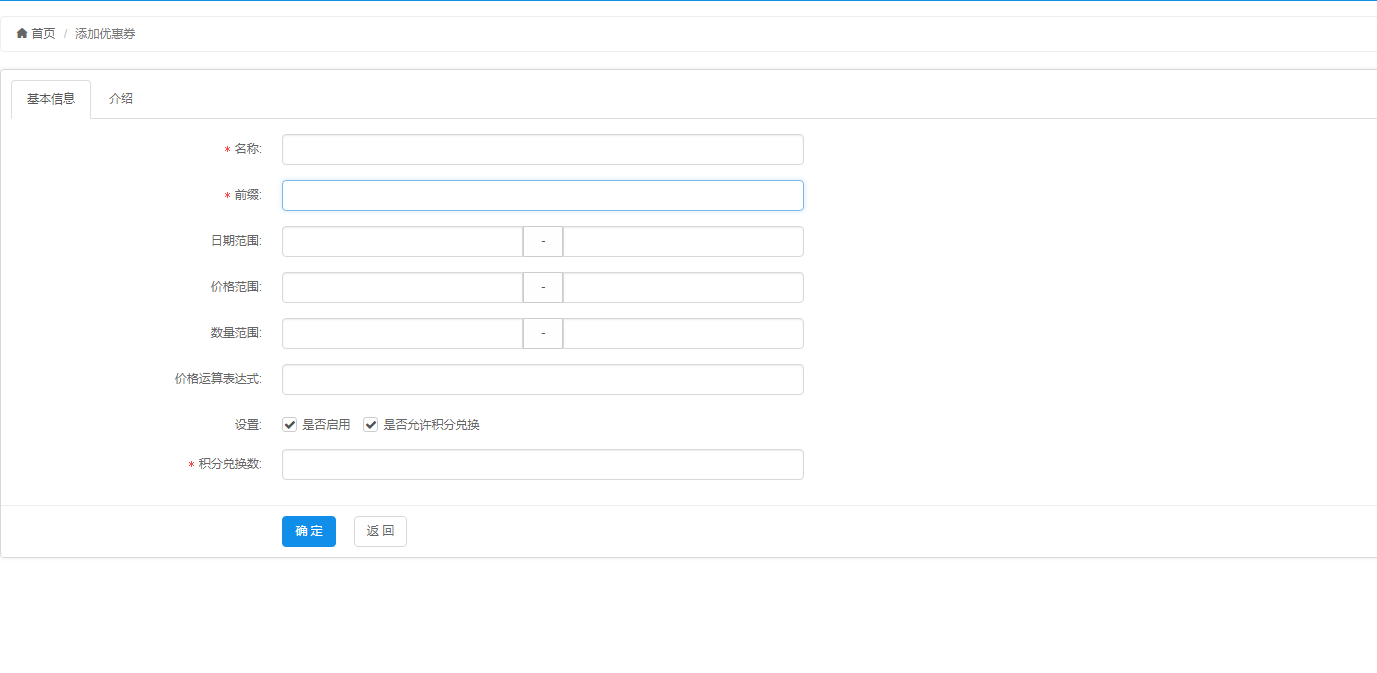 首页 / 添加优惠券
基本信息 介绍
* 名称:
* 前缀:
日期范围: -
价格范围: -
数量范围: -
价格运算表达式:
设置: 是否启用 是否允许积分兑换
* 积分兑换数:
确 定 返 回